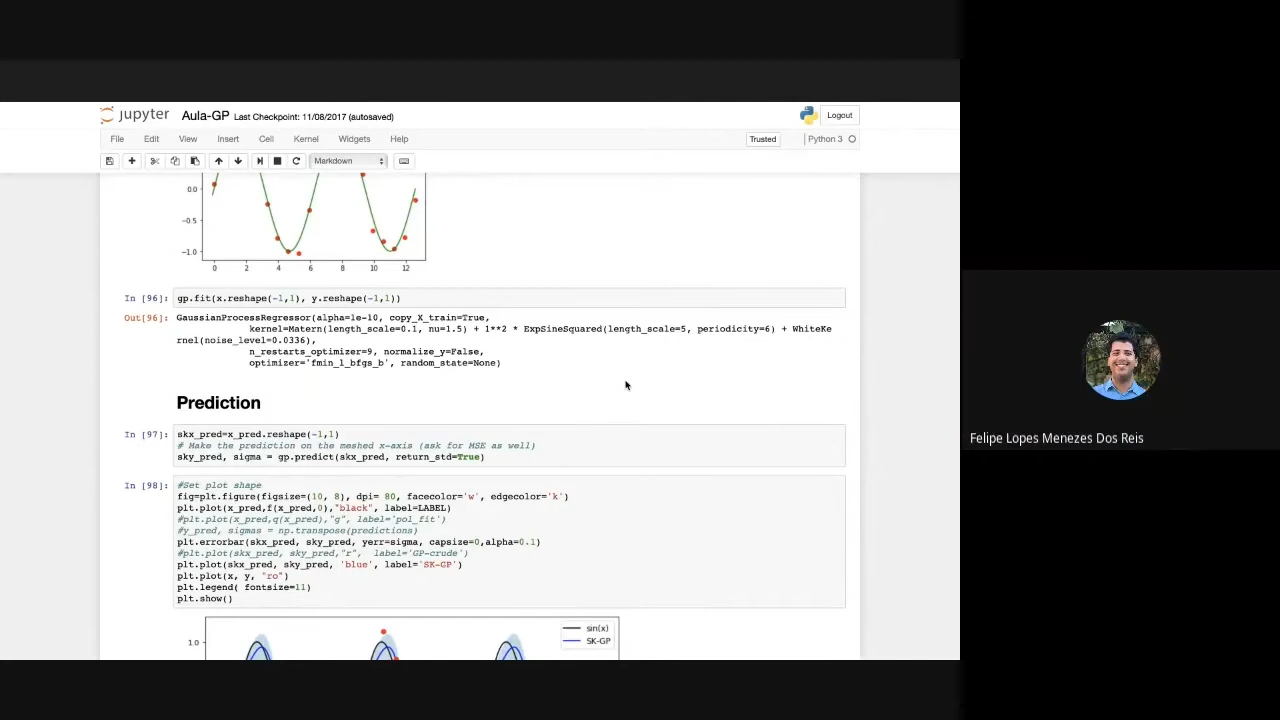 jupyter Aula-GP Last Checkpoint: 11/08/2017 (autosaved)
Logout
File Edit View Insert Cell Kernel Widgets Help
Trusted
Python 3
Markdown
0.0
−0.5
−1.0
0 2 4 6 8 10 12
In [96]: gp.fit(x.reshape(-1,1), y.reshape(-1,1))
Out[96]: GaussianProcessRegressor(alpha=1e-10, copy_X_train=True,
kernel=Matern(length_scale=0.1, nu=1.5) + 1**2 * ExpSineSquared(length_scale=5, periodicity=6) + WhiteKe
rnel(noise_level=0.0336),
n_restarts_optimizer=9, normalize_y=False,
optimizer='fmin_l_bfgs_b', random_state=None)
Prediction
In [97]: skx_pred=x_pred.reshape(-1,1)
# Make the prediction on the meshed x-axis (ask for MSE as well)
sky_pred, sigma = gp.predict(skx_pred, return_std=True)
In [98]: #Set plot shape
fig=plt.figure(figsize=(10, 8), dpi= 80, facecolor='w', edgecolor='k')
plt.plot(x_pred,f(x_pred,0),"black", label=LABEL)
#plt.plot(x_pred,q(x_pred),"g", label='pol_fit')
#y_pred, sigmas = np.transpose(predictions)
plt.errorbar(skx_pred, sky_pred, yerr=sigma, capsize=0,alpha=0.1)
#plt.plot(skx_pred, sky_pred,"r",  label='GP-crude')
plt.plot(skx_pred, sky_pred, 'blue', label='SK-GP')
plt.plot(x, y, "ro")
plt.legend( fontsize=11)
plt.show()
sin(x)
SK-GP
1.0
Felipe Lopes Menezes Dos Reis